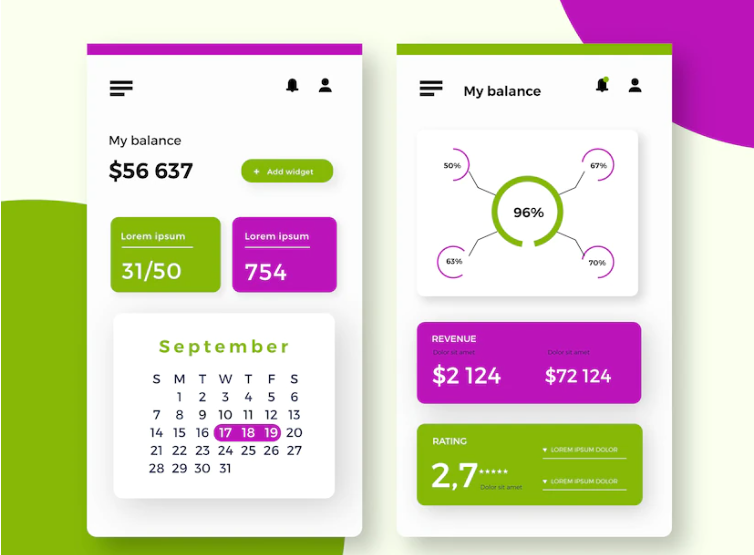 My balance
$56 637
+ Add widget
Lorem ipsum
31/50
Lorem ipsum
754
September
S M T W T F S
1 2 3 4 5 6
7 8 9 10 11 12 13
14 15 16 17 18 19 20
21 22 23 24 25 26 27
28 29 30 31
My balance
50%
67%
96%
63%
70%
REVENUE
Dolor sit amet
Dolor sit amet
$2 124
$72 124
RATING
LOREM IPSUM DOLOR
2,7
Dolor sit amet
LOREM IPSUM DOLOR